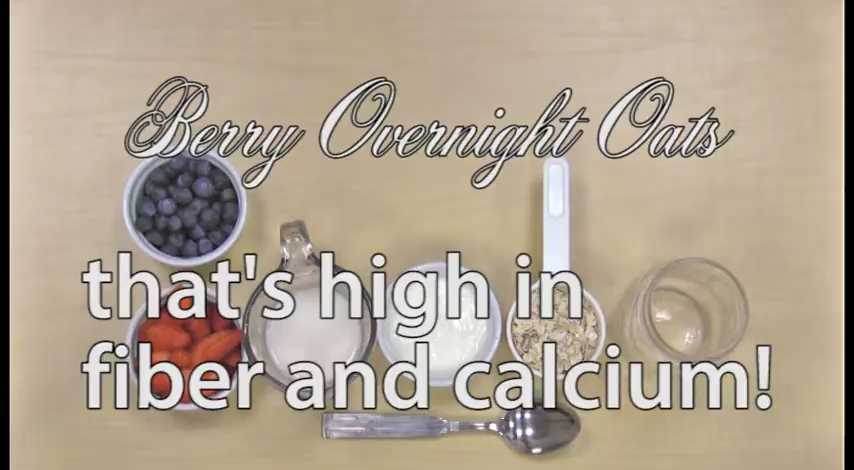 Berry Overnight Oats
that's high in
fiber and calcium!